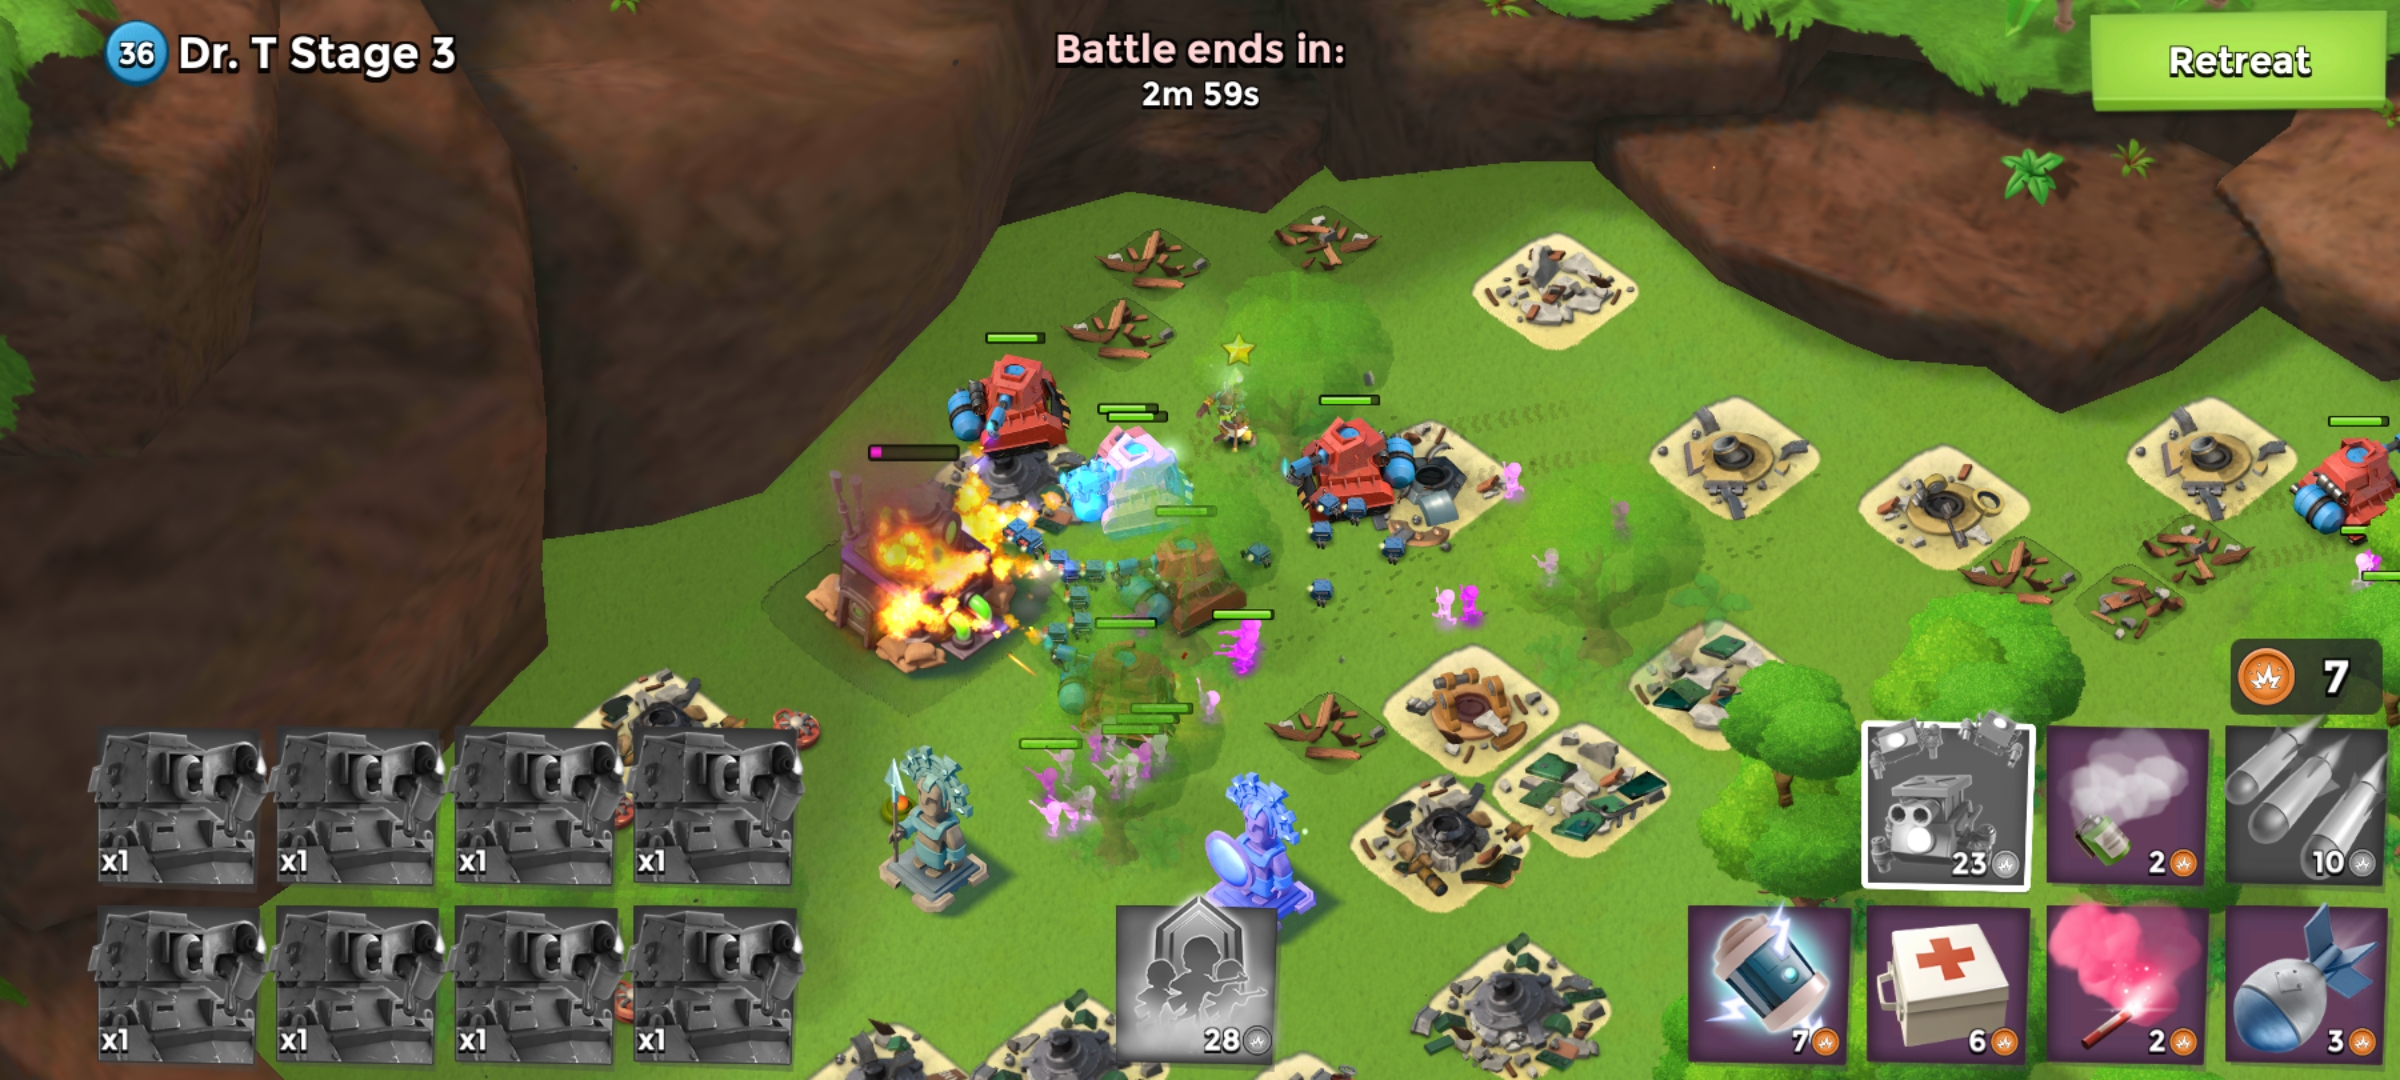 36 Dr. T Stage 3
Battle ends in:
2m 59s
Retreat
7
x1 x1 x1 x1
23 2 10
x1 x1 x1 x1
28 7 6 2 3